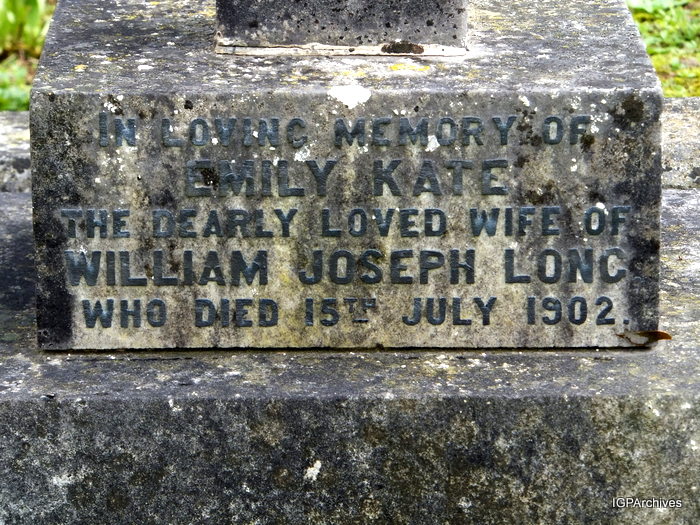 IN LOVING MEMORY OF
EMILY KATE
THE DEARLY LOVED WIFE OF
WILLIAM JOSEPH LONG
WHO DIED 15TH JULY 1902.
IGPArchives